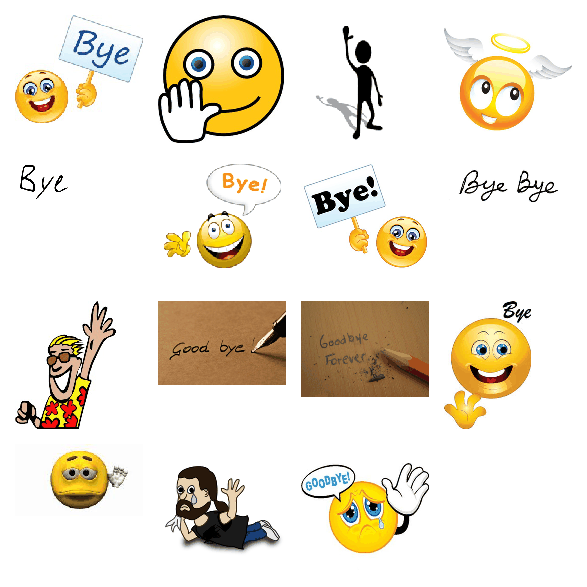 Bye
Bye
Bye!
Bye!
Bye Bye
Good bye
Goodbye
Forever
Bye
GOODBYE!